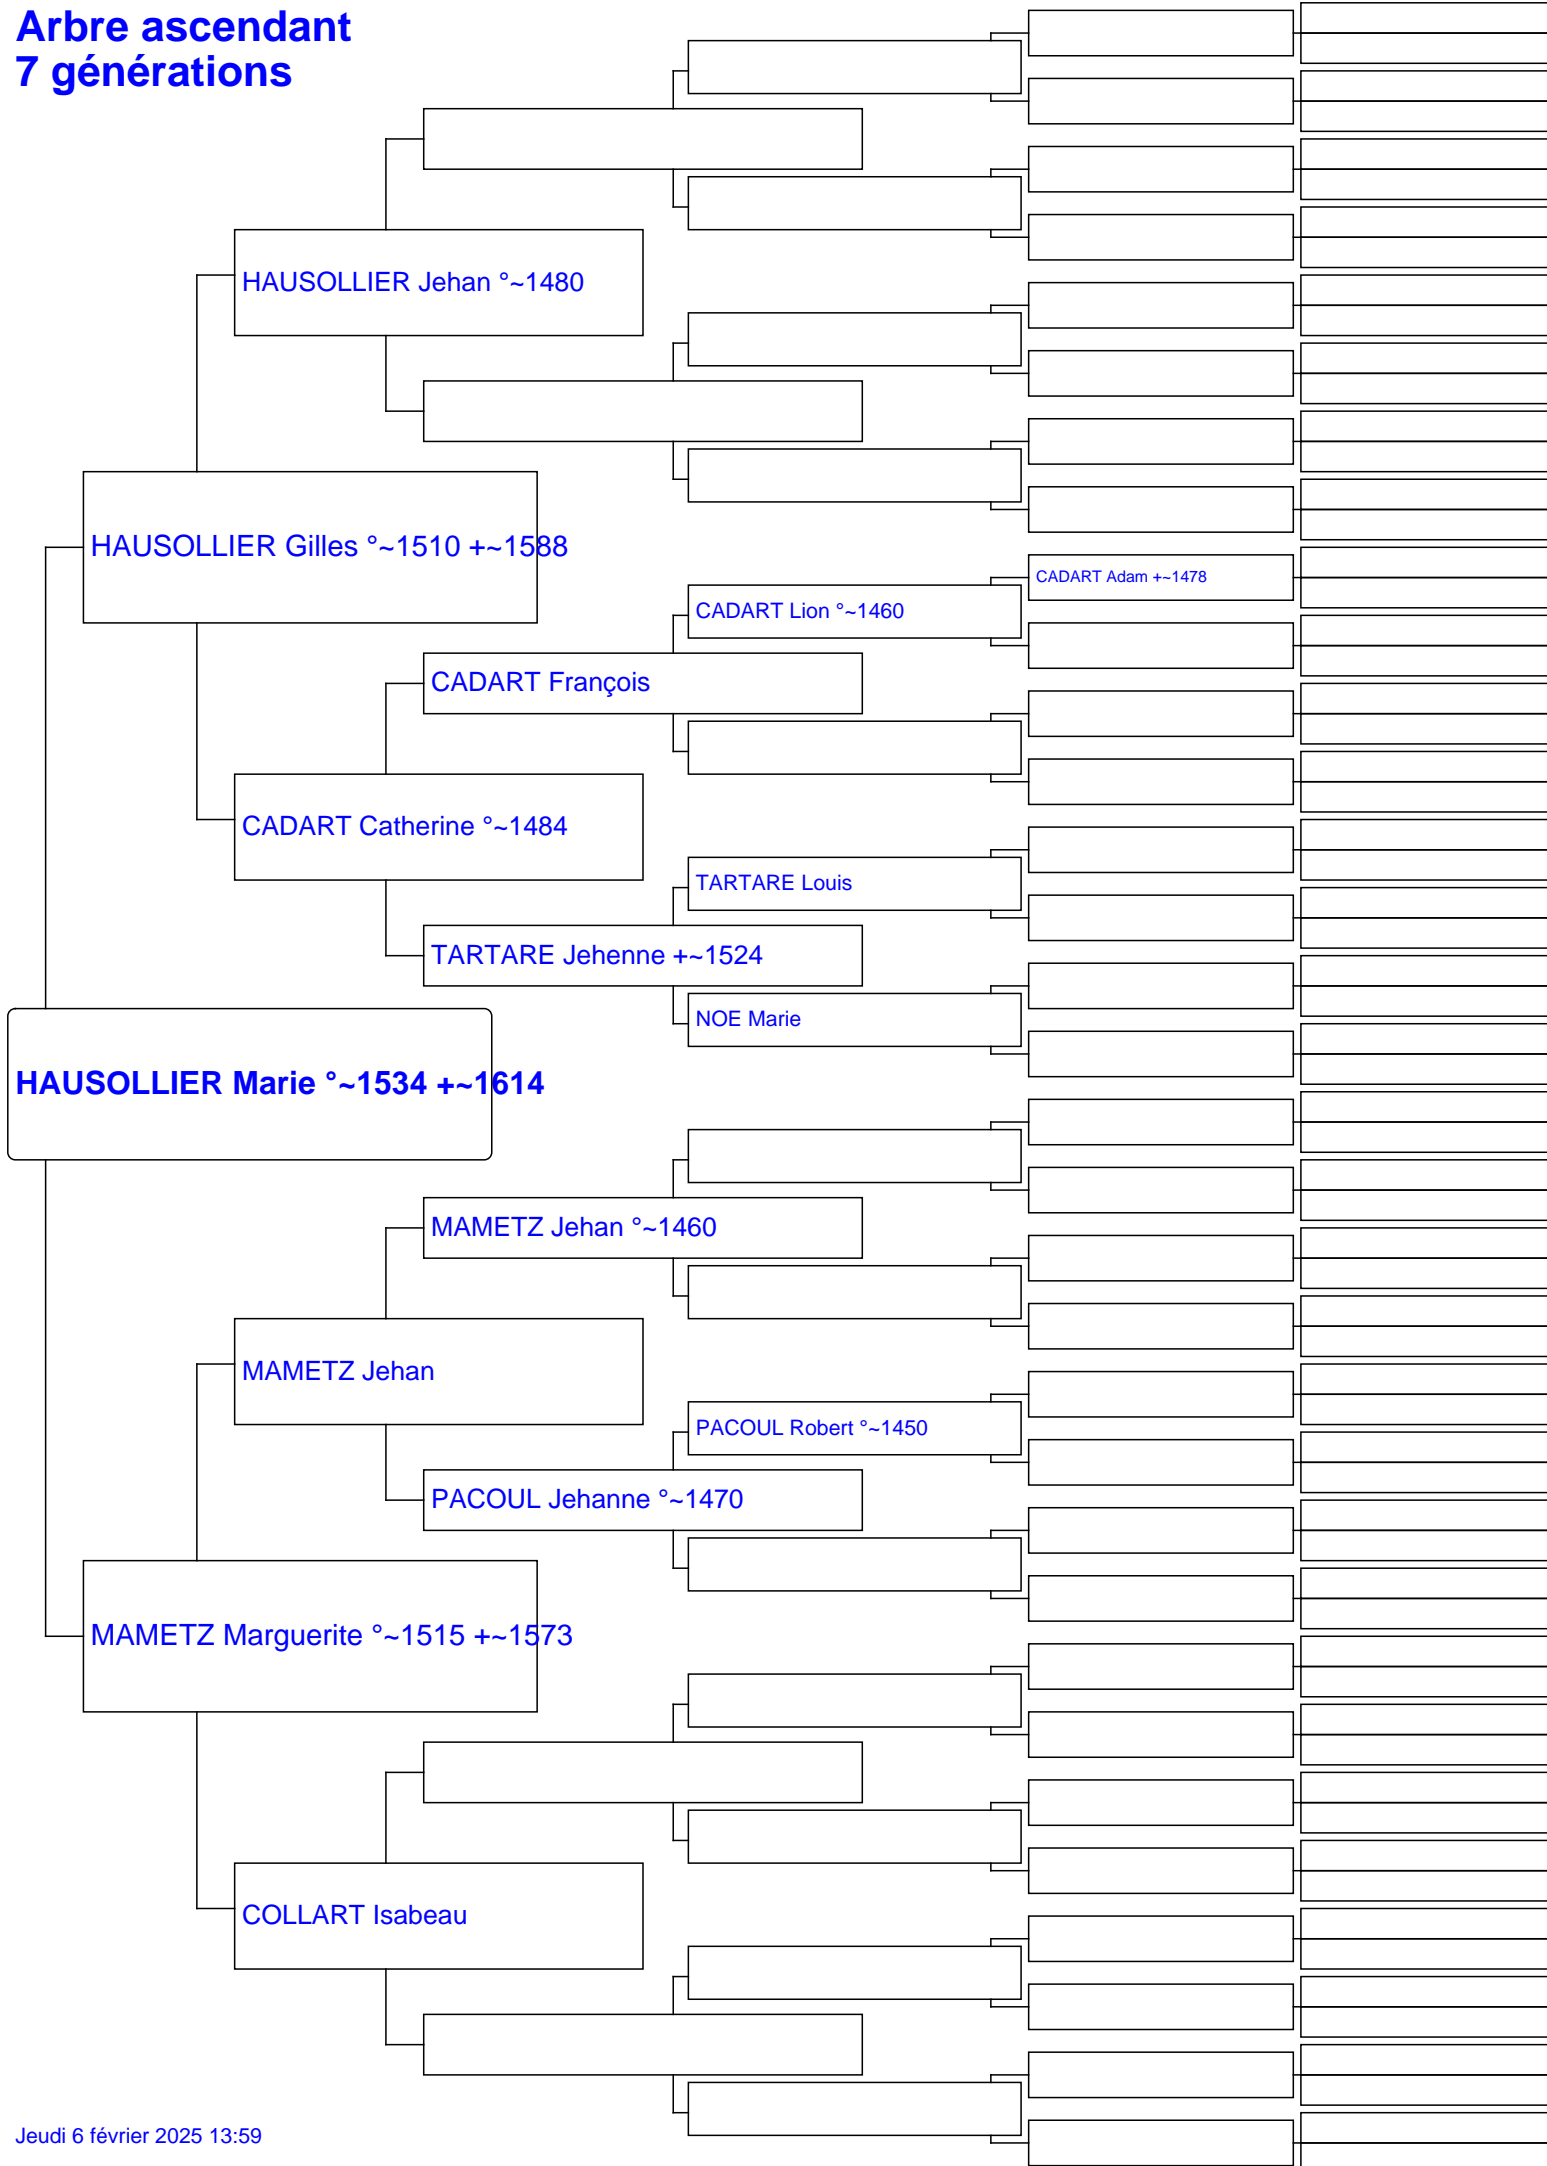 Arbre ascendant
7 générations
HAUSOLLIER Jehan °~1480
HAUSOLLIER Gilles °~1510 +~1588
CADART Adam +~1478
CADART Lion °~1460
CADART François
CADART Catherine °~1484
TARTARE Louis
TARTARE Jehenne +~1524
NOE Marie
HAUSOLLIER Marie °~1534 +~1614
MAMETZ Jehan °~1460
MAMETZ Jehan
PACOUL Robert °~1450
PACOUL Jehanne °~1470
MAMETZ Marguerite °~1515 +~1573
COLLART Isabeau
Jeudi 6 février 2025 13:59